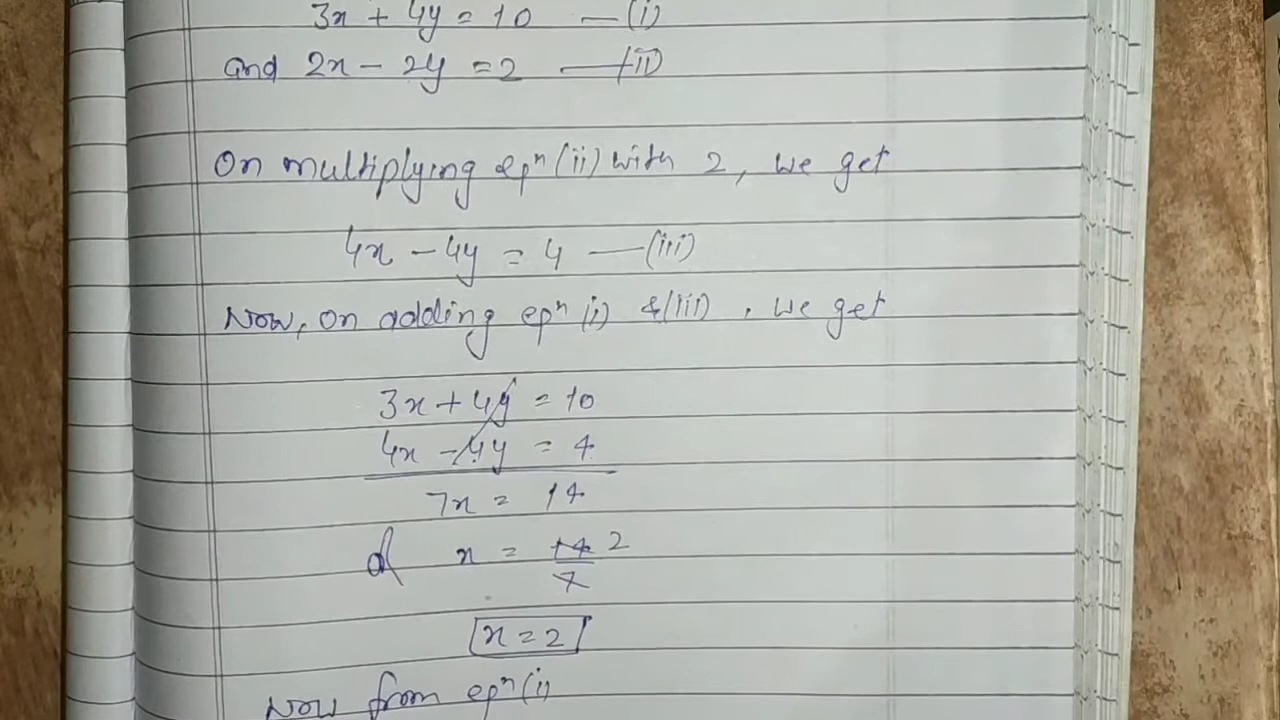 3x + 4y = 10 — (i)
and 2x - 2y = 2 — (ii)
On multiplying eqⁿ (ii) with 2, we get
4x - 4y = 4 — (iii)
Now, on adding eqⁿ (i) & (iii), we get
3x + 4y = 10
4x - 4y = 4
7x = 14
or x = 14/7 2
x = 2
Now from eqⁿ (i)